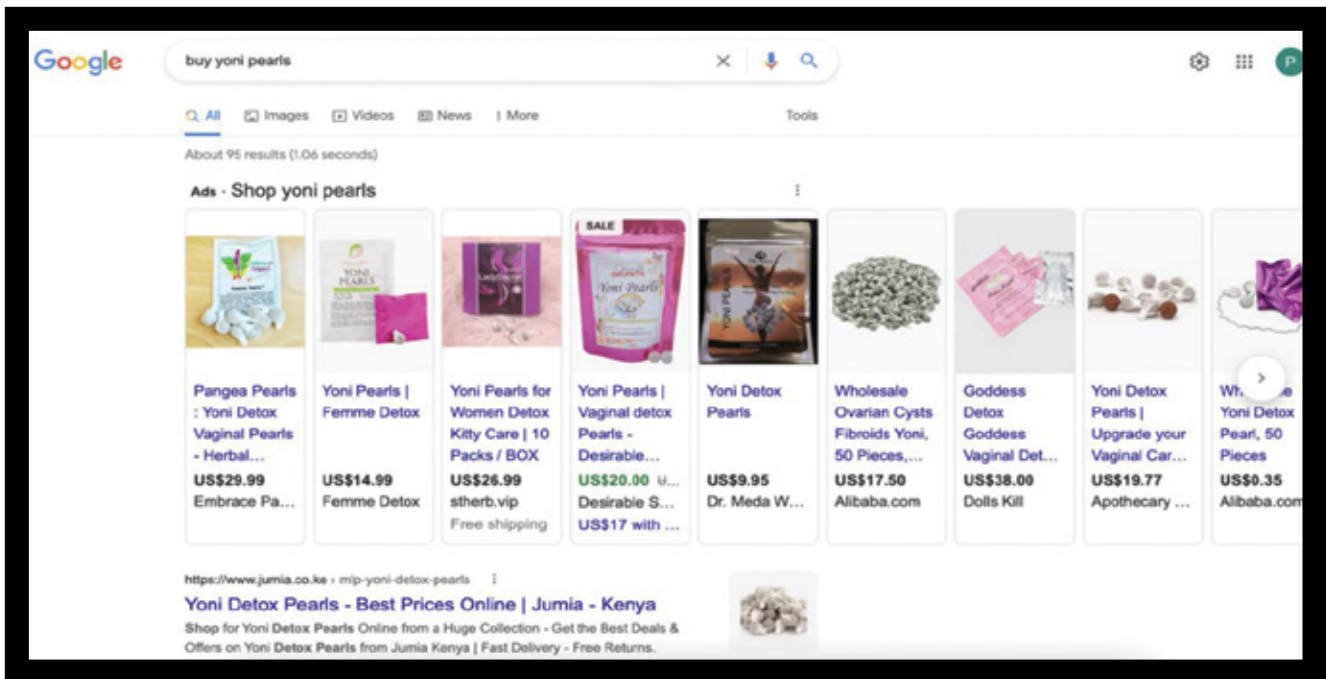 Google
buy yoni pearls
P
All Images Videos News More
Tools
About 95 results (1.06 seconds)
Ads · Shop yoni pearls
SALE
YONI
PEARLS
LadySecret
Yoni Pearls
YONI PEARLS
Pangea Pearls
: Yoni Detox
Vaginal Pearls
- Herbal...
US$29.99
Embrace Pa...
Yoni Pearls |
Femme Detox
US$14.99
Femme Detox
Yoni Pearls for
Women Detox
Kitty Care | 10
Packs / BOX
US$26.99
stherb.vip
Free shipping
Yoni Pearls |
Vaginal detox
Pearls -
Desirable...
US$20.00
Desirable S...
US$17 with ...
Yoni Detox
Pearls
US$9.95
Dr. Meda W...
Wholesale
Ovarian Cysts
Fibroids Yoni,
50 Pieces,...
US$17.50
Alibaba.com
Goddess
Detox
Goddess
Vaginal Det...
US$38.00
Dolls Kill
Yoni Detox
Pearls |
Upgrade your
Vaginal Car...
US$19.77
Apothecary ...
Yoni Detox
Pearl, 50
Pieces
US$0.35
Alibaba.com
https://www.jumia.co.ke › mlp-yoni-detox-pearls
Yoni Detox Pearls - Best Prices Online | Jumia - Kenya
Shop for Yoni Detox Pearls Online from a Huge Collection - Get the Best Deals &
Offers on Yoni Detox Pearls from Jumia Kenya | Fast Delivery - Free Returns.